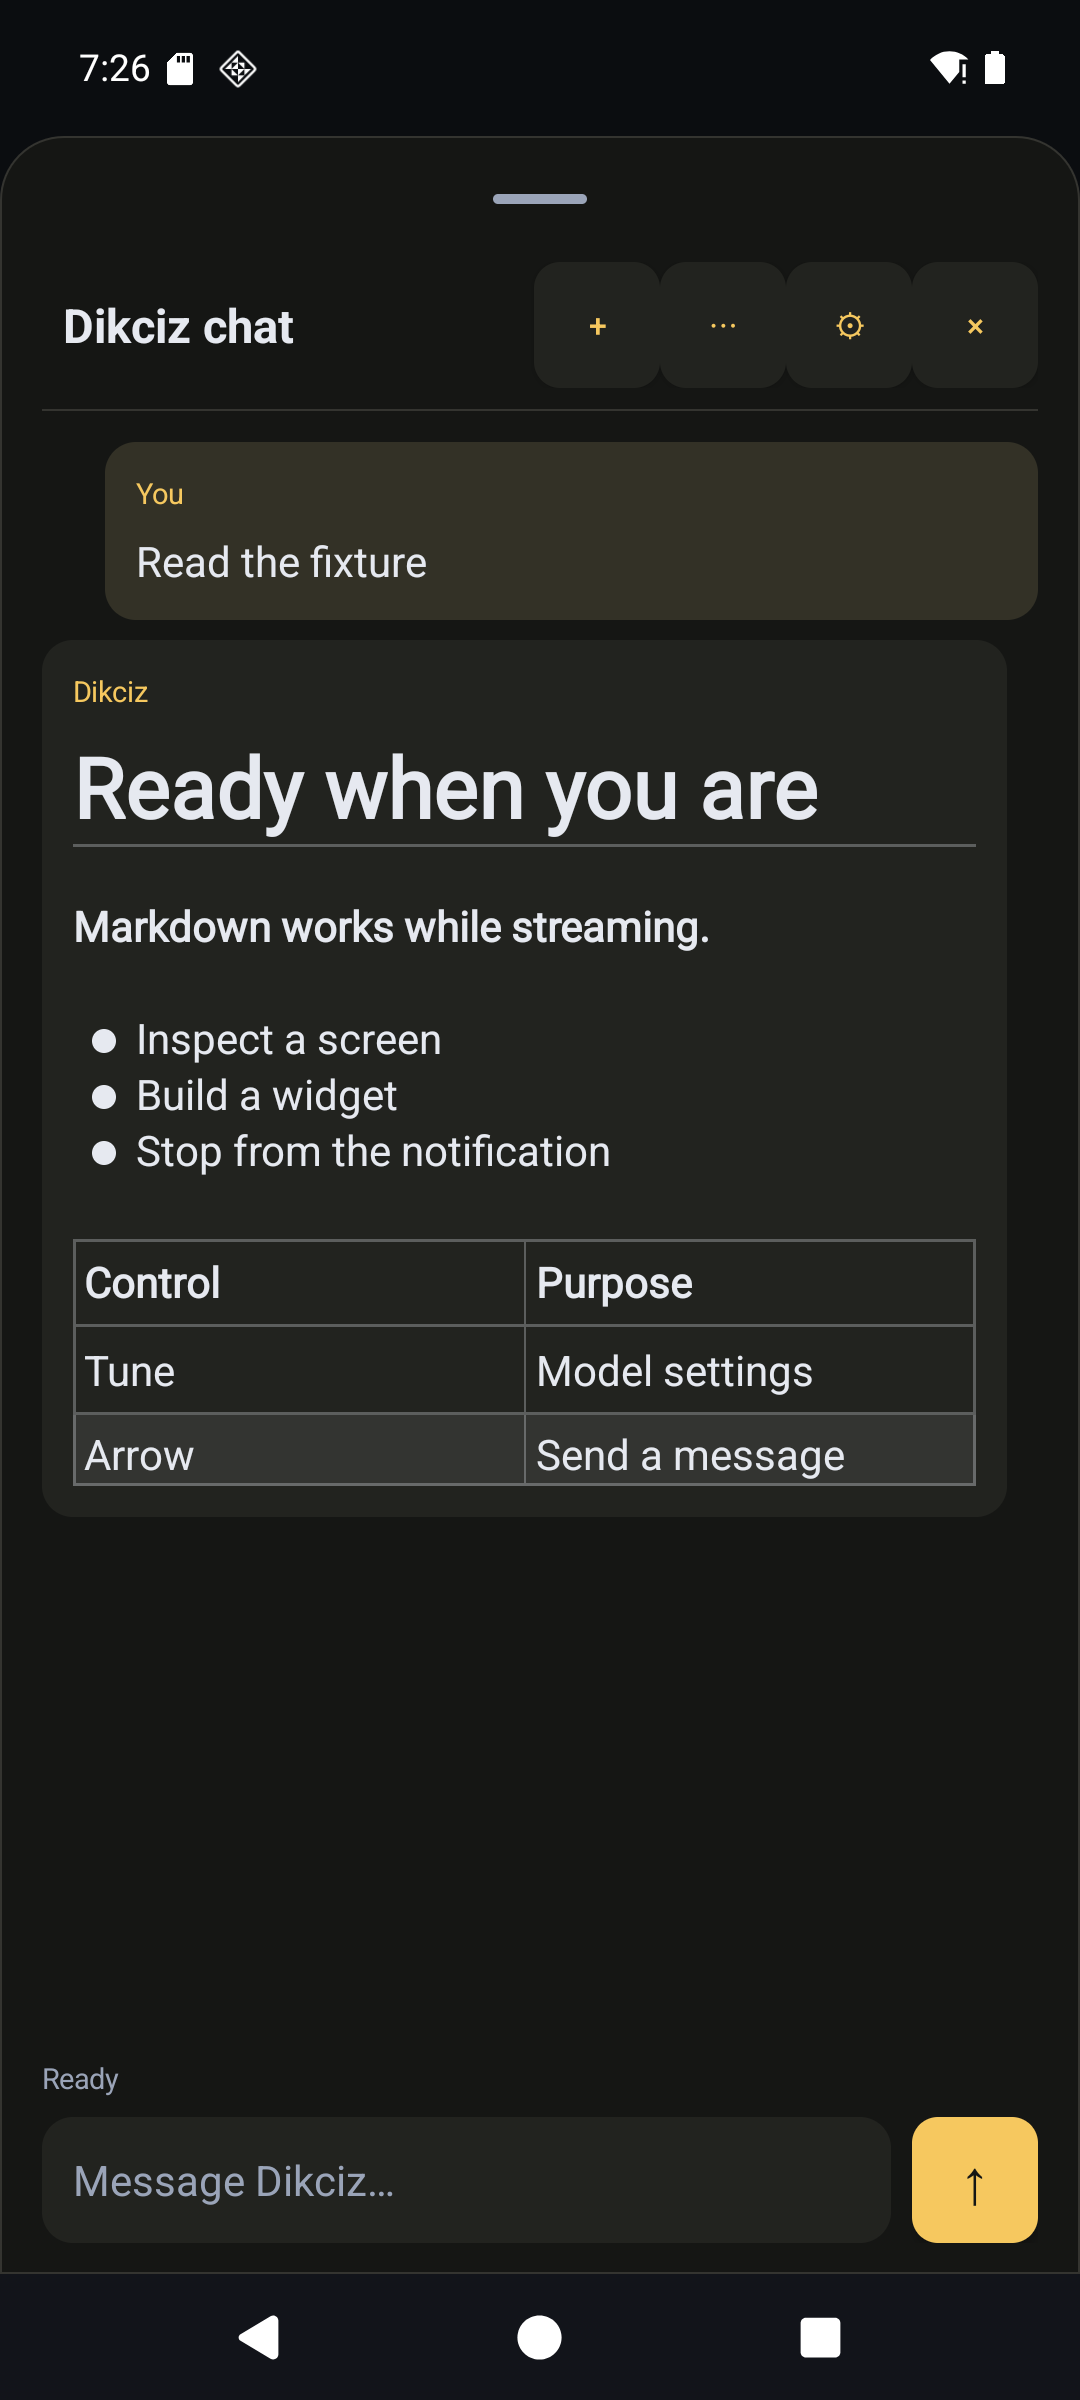 7:26
Dikciz chat
+ ... ⚙ ×
You
Read the fixture
Dikciz
Ready when you are
Markdown works while streaming.
● Inspect a screen
● Build a widget
● Stop from the notification
Control Purpose
Tune Model settings
Arrow Send a message
Ready
Message Dikciz…
↑